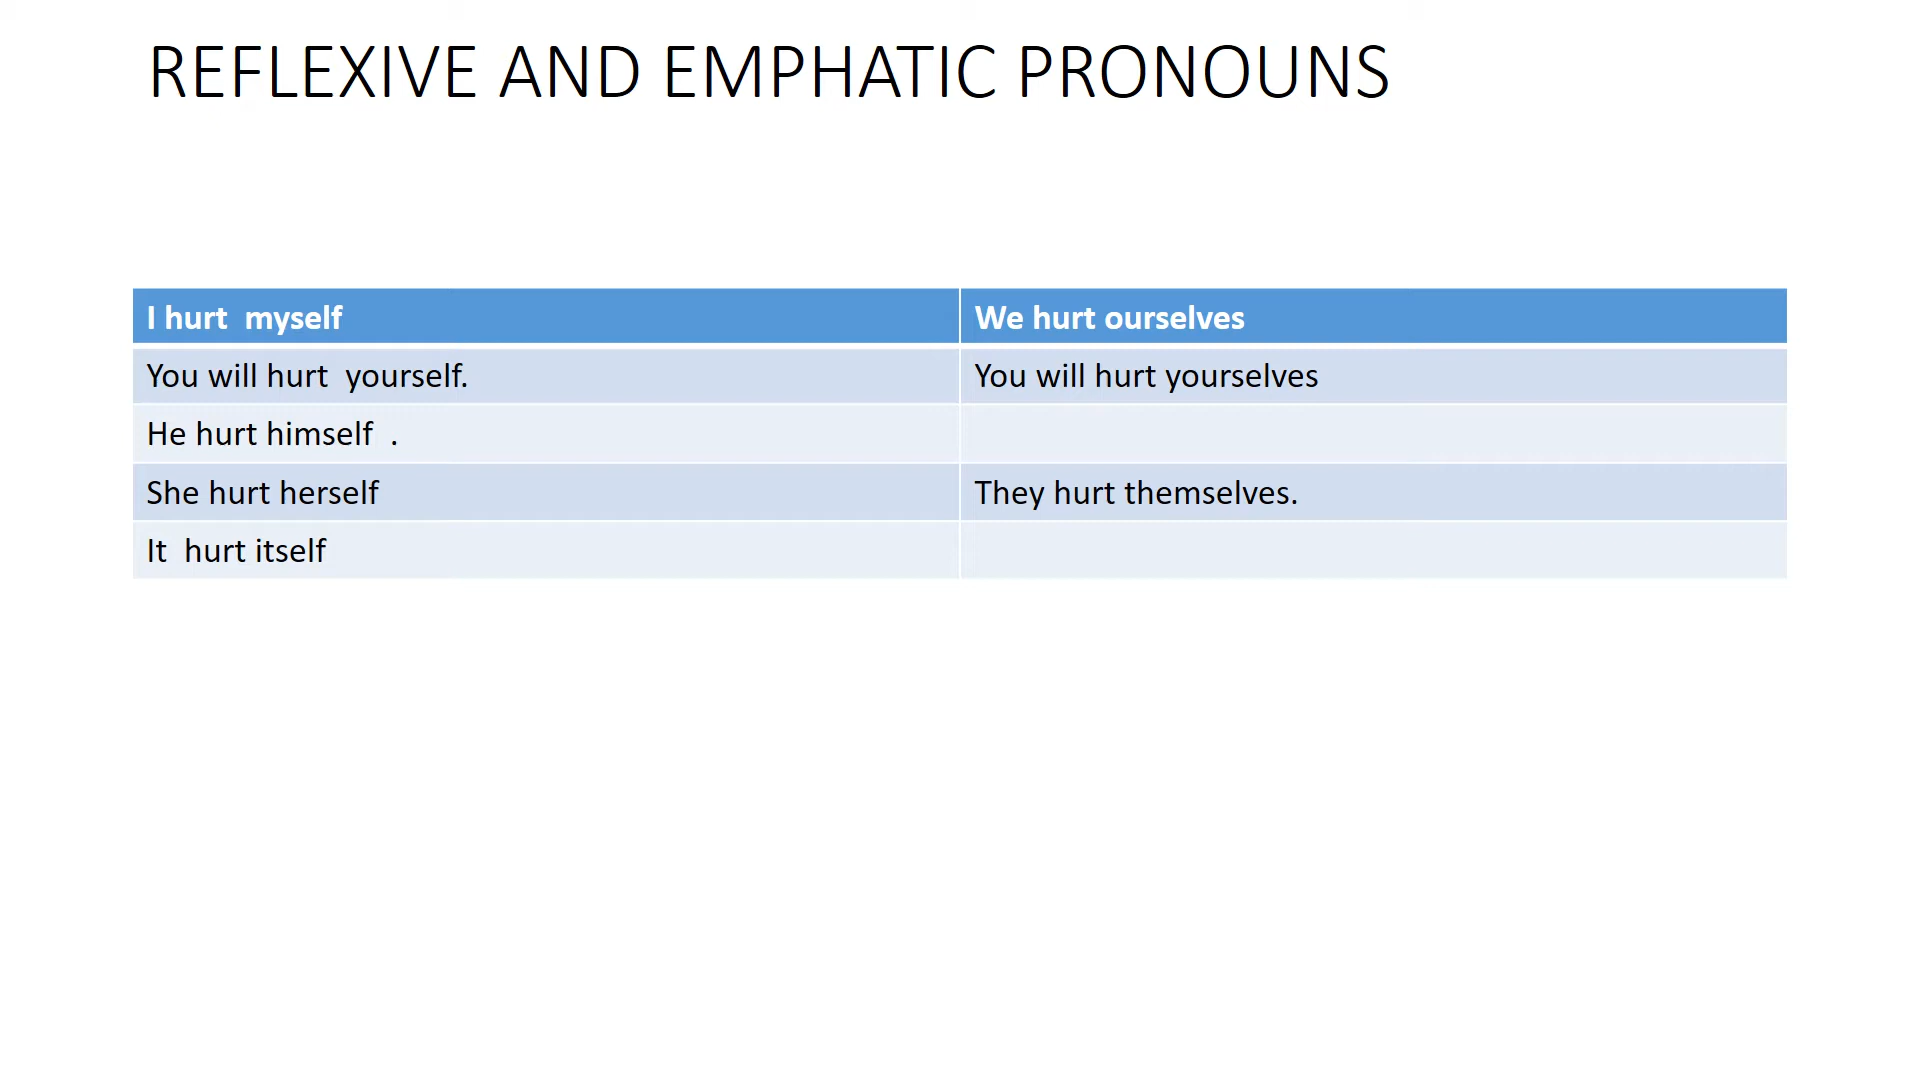 REFLEXIVE AND EMPHATIC PRONOUNS
I hurt  myself
We hurt ourselves
You will hurt  yourself.
You will hurt yourselves
He hurt himself  .
She hurt herself
They hurt themselves.
It  hurt itself